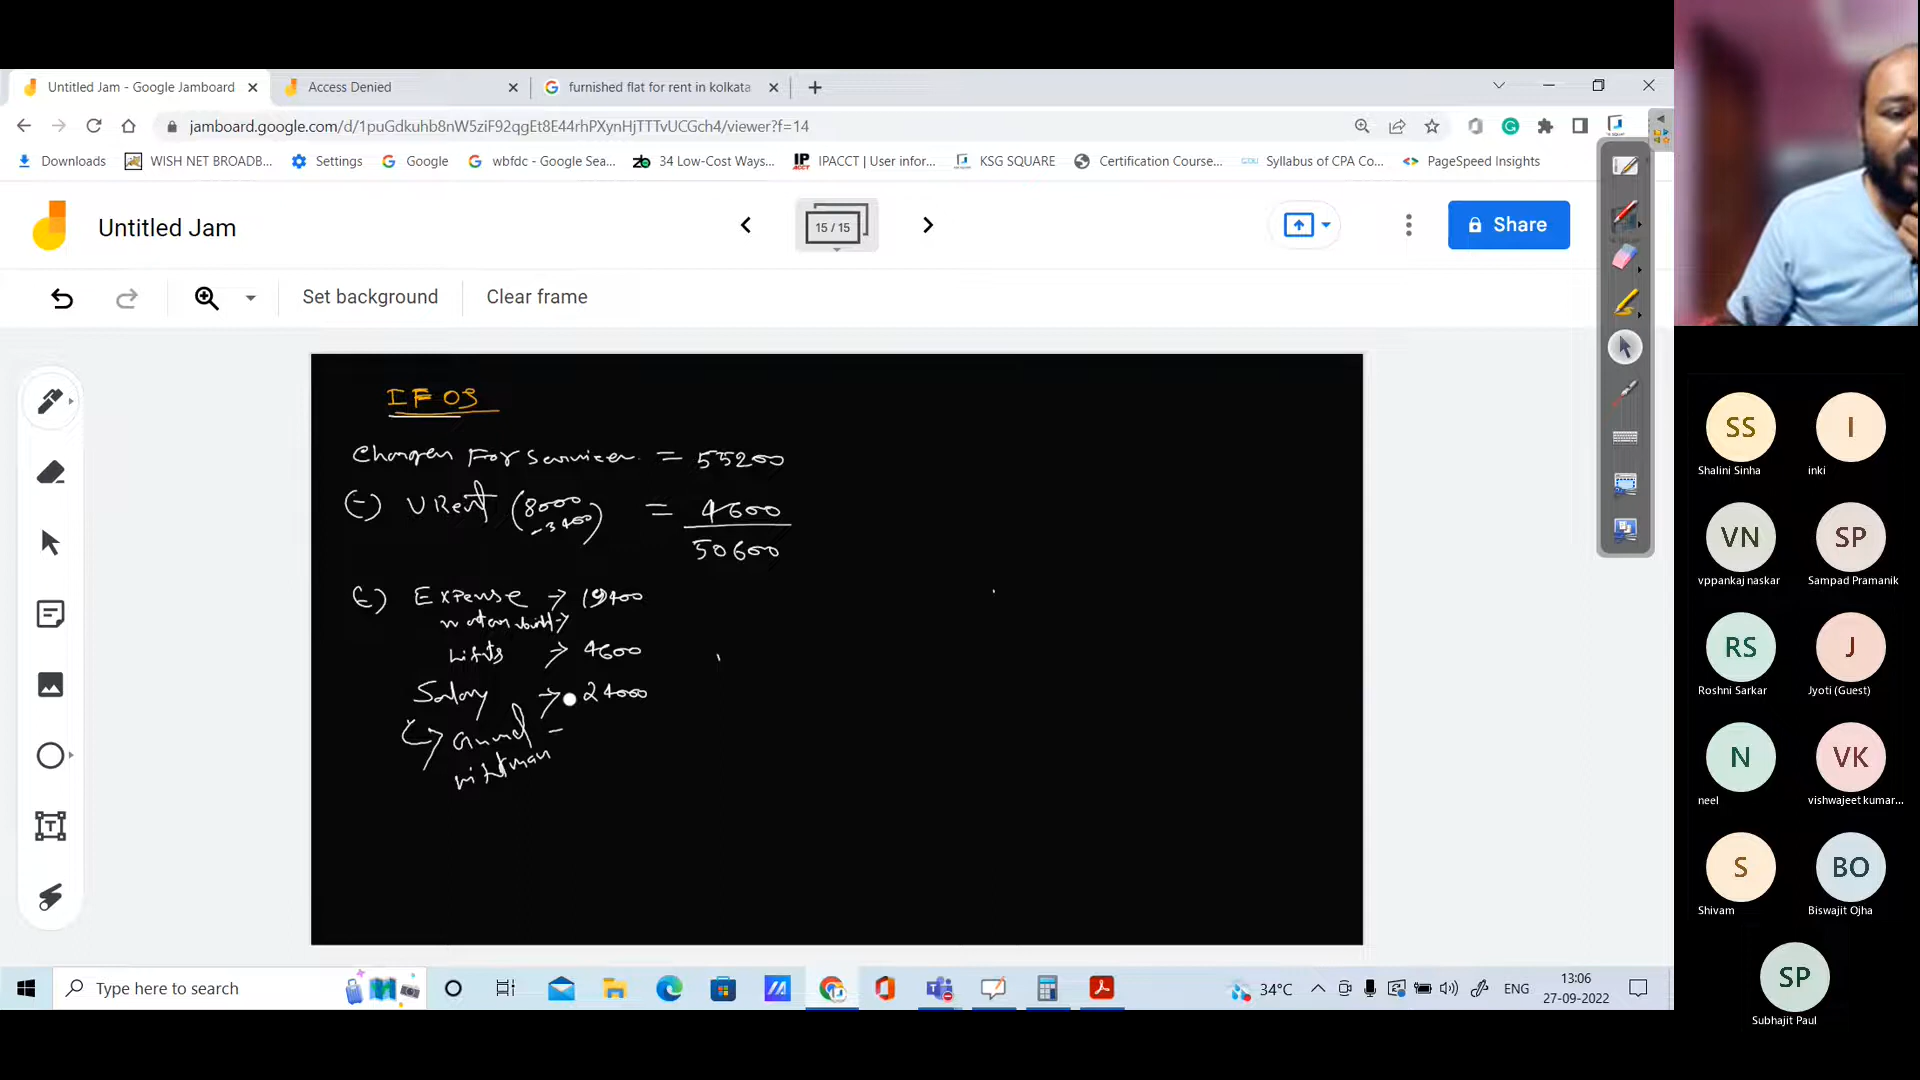 Untitled Jam - Google Jamboard
Access Denied
furnished flat for rent in kolkata
jamboard.google.com/d/1puGdkuhb8nW5ziF92qgEt8E44rhPXynHjTTTvUCGch4/viewer?f=14
Downloads
WISH NET BROADB...
Settings
Google
wbfdc - Google Sea...
34 Low-Cost Ways...
IPACCT | User infor...
KSG SQUARE
Certification Course...
Syllabus of CPA Co...
PageSpeed Insights
Untitled Jam
15 / 15
Share
Set background
Clear frame
IFOS
Charges For Services = 55200
(-) URent (8000 - 3400) = 4600
50600
(-) Expense → 19400
water bill →
Lifts → 4600
Salary → 24000
↳ Guard -
liftman
SS
Shalini Sinha
I
inki
VN
vppankaj naskar
SP
Sampad Pramanik
RS
Roshni Sarkar
J
Jyoti (Guest)
N
neel
VK
vishwajeet kumar...
S
Shivam
BO
Biswajit Ojha
SP
Subhajit Paul
Type here to search
34°C
ENG
13:06
27-09-2022